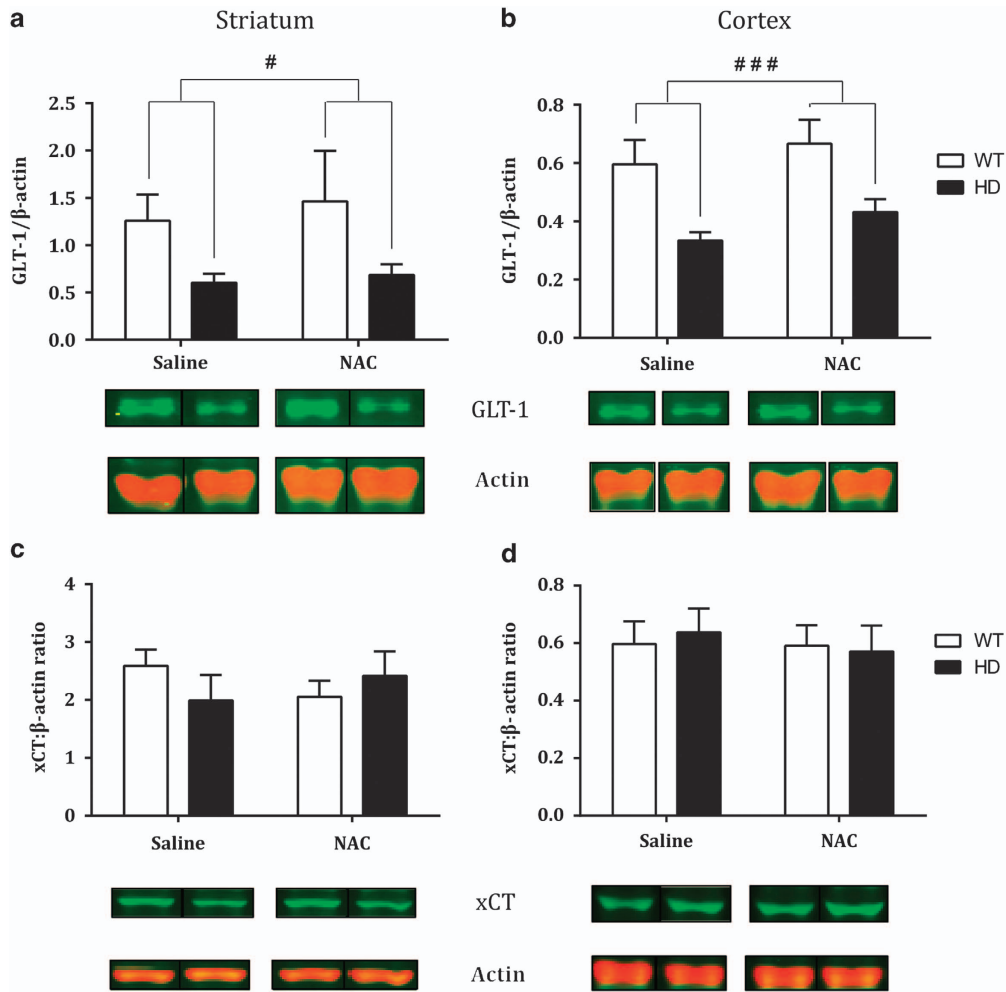 a
Striatum
#
GLT-1/β-actin
2.5
2.0
1.5
1.0
0.5
0.0
Saline
NAC
b
Cortex
# # #
GLT-1/β-actin
0.8
0.6
0.4
0.2
0.0
Saline
NAC
WT
HD
GLT-1
Actin
c
xCT:β-actin ratio
4
3
2
1
0
Saline
NAC
d
xCT:β-actin ratio
0.8
0.6
0.4
0.2
0.0
Saline
NAC
WT
HD
xCT
Actin